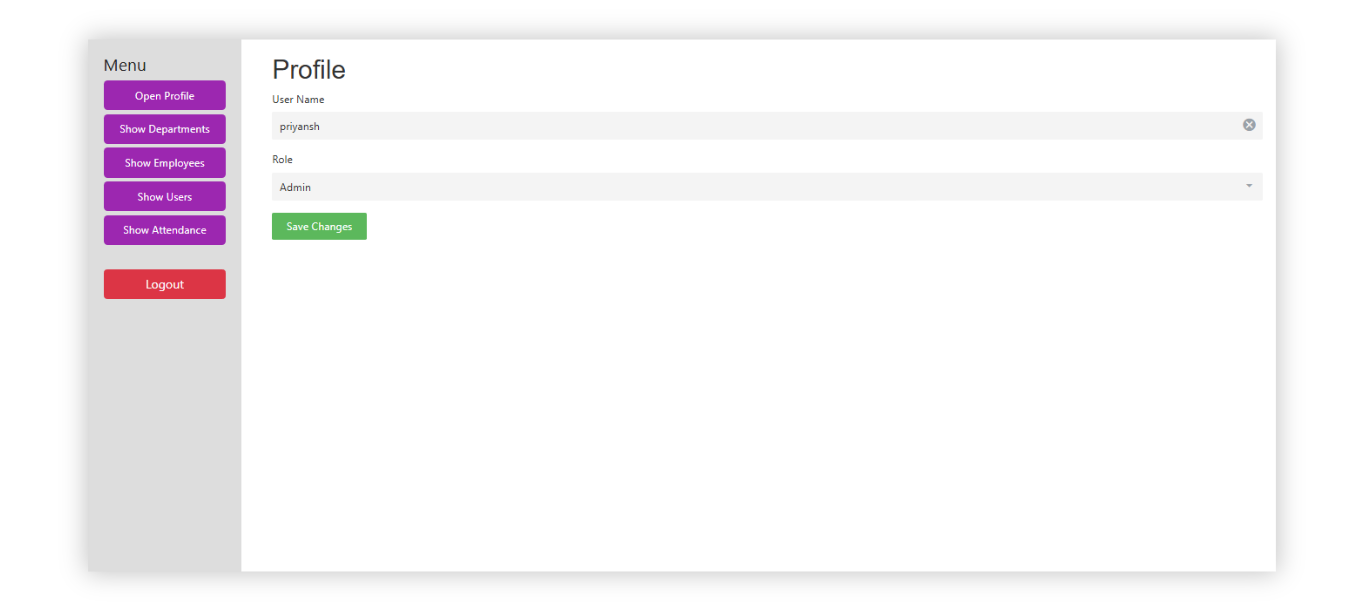 Menu
Open Profile
Show Departments
Show Employees
Show Users
Show Attendance
Logout
Profile
User Name
priyansh
Role
Admin
Save Changes